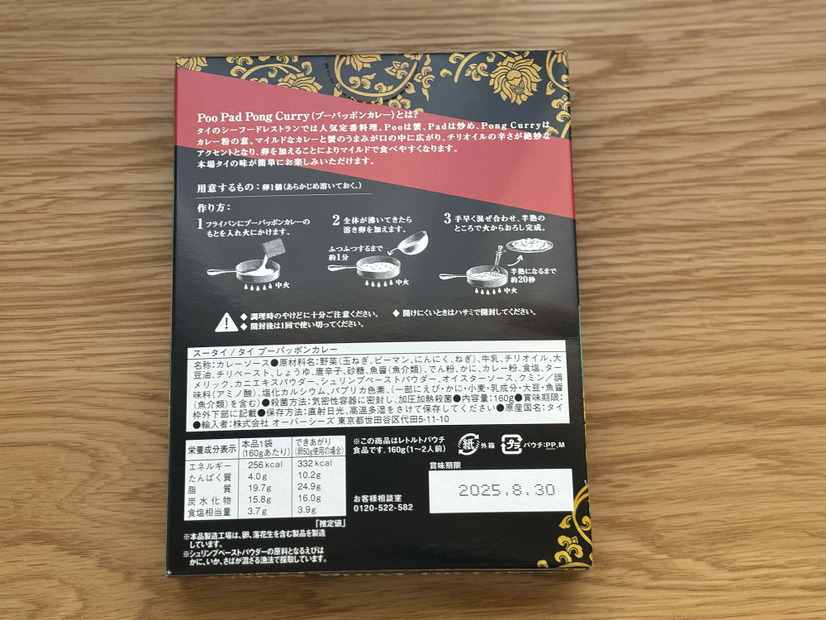 Poo Pad Pong Curry(プーパッポンカレー)とは?
タイのシーフードレストランでは人気定番料理。Pooは蟹、Padは炒め、Pong Curryは
カレー粉の意。マイルドなカレーと蟹のうまみが口の中に広がり、チリオイルの辛さが絶妙な
アクセントとなり、卵を加えることによりマイルドで食べやすくなります。
本場タイの味が簡単にお楽しみいただけます。
用意するもの:卵1個(あらかじめ溶いておく。)
作り方:
1 フライパンにプーパッポンカレーの
もとを入れ火にかけます。
中火
2 全体が沸いてきたら
溶き卵を加えます。
ふつふつするまで
約1分
中火
3 手早く混ぜ合わせ、半熟の
ところで火からおろし完成。
半熟になるまで
約20秒
中火
◆ 調理時のやけどに十分ご注意ください。
◆ 開けにくいときはハサミで開封してください。
◆ 開封後は1回で使い切ってください。
スータイ/タイ プーパッポンカレー
名称:カレーソース●原材料名:野菜(玉ねぎ、ピーマン、にんにく、ねぎ)、牛乳、チリオイル、大
豆油、チリペースト、しょうゆ、唐辛子、砂糖、魚醤(魚介類)、でん粉、かに、カレー粉、食塩、ター
メリック、カニエキスパウダー、シュリンプペーストパウダー、オイスターソース、クミン/調
味料(アミノ酸)、塩化カルシウム、パプリカ色素、(一部にえび・かに・小麦・乳成分・大豆・魚醤
(魚介類)を含む)●殺菌方法:気密性容器に密封し、加圧加熱殺菌●内容量:160g●賞味期限:
枠外下部に記載●保存方法:直射日光、高温多湿をさけて保存してください●原産国名:タイ
●輸入者:株式会社 オーバーシーズ 東京都世田谷区代田5-11-10
栄養成分表示 本品1袋(160gあたり) できあがり(卵50g使用の場合)
エネルギー 256kcal 332kcal
たんぱく質 4.0g 10.2g
脂質 19.7g 24.9g
炭水化物 15.8g 16.0g
食塩相当量 3.7g 3.9g
「推定値」
※この商品はレトルトパウチ
食品です。160g(1〜2人前)
紙 外箱
プラ パウチ:PP,M
お客様相談室
0120-522-582
賞味期限
2025.8.30
※本品製造工場は、卵、落花生を含む製品を製造
しています。
※シュリンプペーストパウダーの原料となるえびは
かに、いか、さばが混ざる漁法で採取しています。